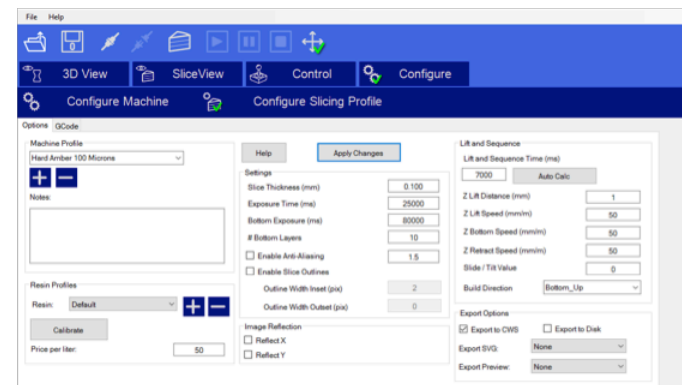 File Help
3D View SliceView Control Configure
Configure Machine Configure Slicing Profile
Options GCode
Machine Profile
Hard Amber 100 Microns
Notes:
Resin Profiles
Resin: Default
Calibrate
Price per liter: 50
Help Apply Changes
Settings
Slice Thickness (mm) 0.100
Exposure Time (ms) 25000
Bottom Exposure (ms) 80000
# Bottom Layers 10
Enable Anti-Aliasing 1.5
Enable Slice Outlines
Outline Width Inset (pix) 2
Outline Width Outset (pix) 0
Image Reflection
Reflect X
Reflect Y
Lift and Sequence
Lift and Sequence Time (ms)
7000 Auto Calc
Z Lift Distance (mm) 1
Z Lift Speed (mm/m) 50
Z Bottom Speed (mm/m) 50
Z Retract Speed (mm/m) 50
Slide / Tilt Value 0
Build Direction Bottom_Up
Export Options
Export to CWS Export to Disk
Export SVG: None
Export Preview: None